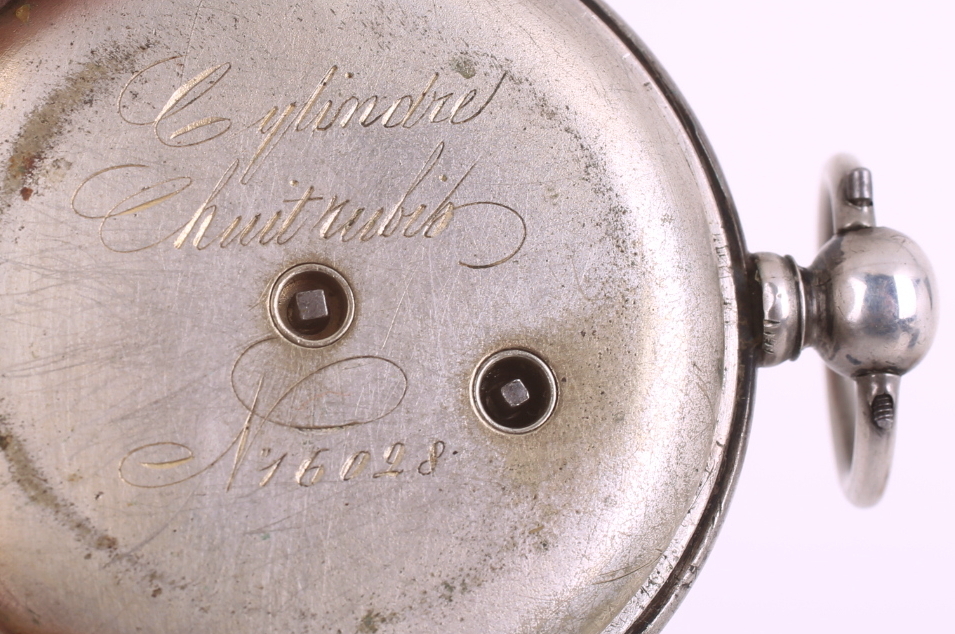 Cylindre
huit rubis
N 16028